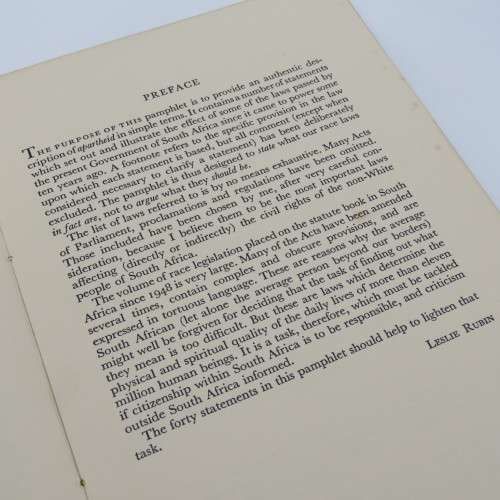 PREFACE
THE PURPOSE OF THIS pamphlet is to provide an authentic des-
cription of apartheid in simple terms. It contains a number of statements
which set out and illustrate the effect of some of the laws passed by
the present Government of South Africa since it came to power some
ten years ago. A footnote refers to the specific provision in the law
upon which each statement is based, but all comment (except when
considered necessary to clarify a statement) has been deliberately
excluded. The pamphlet is thus designed to state what our race laws
in fact are, not to argue what they should be.
The list of laws referred to is by no means exhaustive. Many Acts
of Parliament, proclamations and regulations have been omitted.
Those included have been chosen by me, after very careful con-
sideration, because I believe them to be the most important laws
affecting (directly or indirectly) the civil rights of the non-White
people of South Africa.
The volume of race legislation placed on the statute book in South
Africa since 1948 is very large. Many of the Acts have been amended
several times, contain complex and obscure provisions, and are
expressed in tortuous language. These are reasons why the average
South African (let alone the average person beyond our borders)
might well be forgiven for deciding that the task of finding out what
they mean is too difficult. But these are laws which determine the
physical and spiritual quality of the daily lives of more than eleven
million human beings. It is a task, therefore, which must be tackled
if citizenship within South Africa is to be responsible, and criticism
outside South Africa informed.
The forty statements in this pamphlet should help to lighten that
task.
LESLIE RUBIN